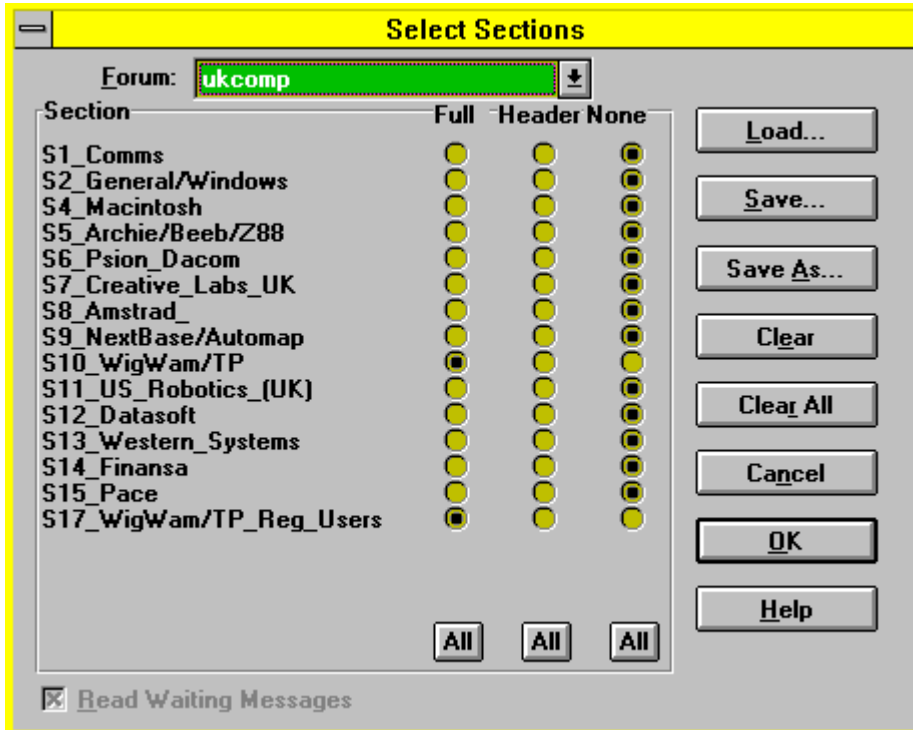 Select Sections
Forum: ukcomp
Section Full Header None
S1_Comms
S2_General/Windows
S4_Macintosh
S5_Archie/Beeb/Z88
S6_Psion_Dacom
S7_Creative_Labs_UK
S8_Amstrad_
S9_NextBase/Automap
S10_WigWam/TP
S11_US_Robotics_(UK)
S12_Datasoft
S13_Western_Systems
S14_Finansa
S15_Pace
S17_WigWam/TP_Reg_Users
All All All
Read Waiting Messages
Load...
Save...
Save As...
Clear
Clear All
Cancel
OK
Help